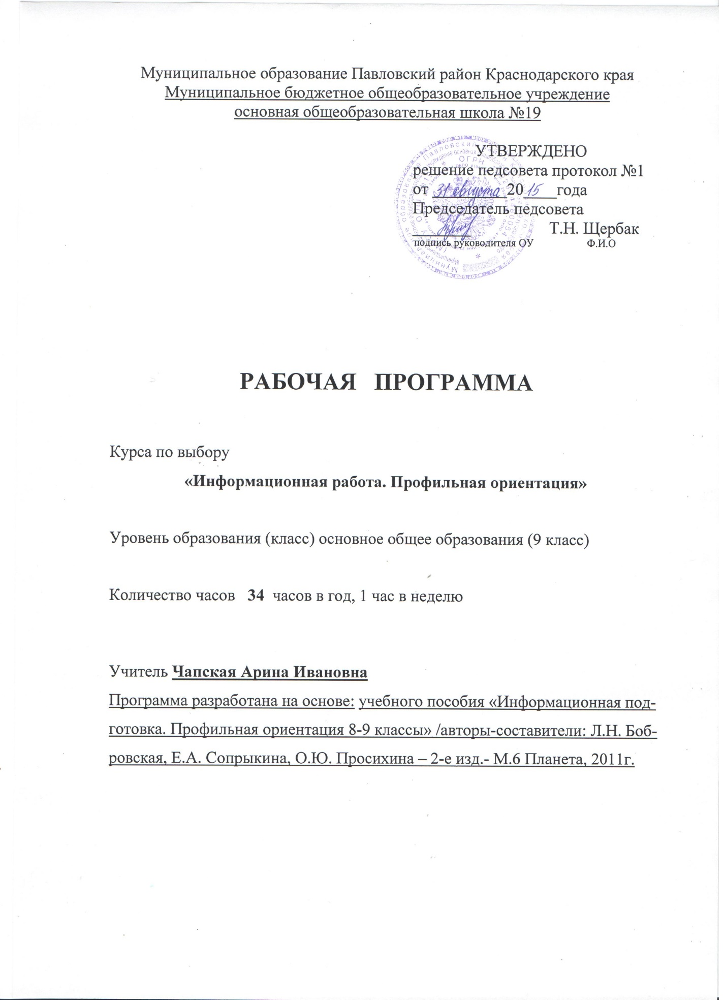 Муниципальное образование Павловский район Краснодарского края
Муниципальное бюджетное общеобразовательное учреждение
основная общеобразовательная школа №19
УТВЕРЖДЕНО
решение педсовета протокол №1
от 31 августа 2015 года
Председатель педсовета
Т.Н. Щербак
подпись руководителя ОУ Ф.И.О
РАБОЧАЯ ПРОГРАММА
Курса по выбору
«Информационная работа. Профильная ориентация»
Уровень образования (класс) основное общее образования (9 класс)
Количество часов 34 часов в год, 1 час в неделю
Учитель Чапская Арина Ивановна
Программа разработана на основе: учебного пособия «Информационная под-
готовка. Профильная ориентация 8-9 классы» /авторы-составители: Л.Н. Боб-
ровская, Е.А. Сопрыкина, О.Ю. Просихина – 2-е изд.- М.6 Планета, 2011г.